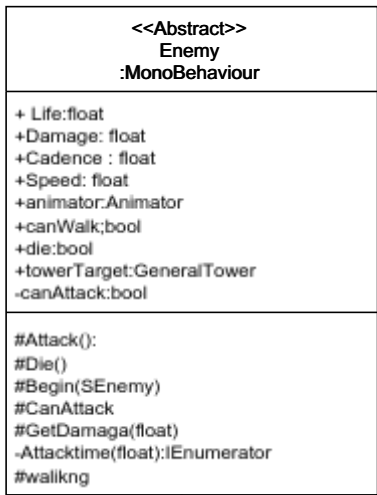 <<Abstract>>
Enemy
:MonoBehaviour
+ Life:float
+Damage: float
+Cadence : float
+Speed: float
+animator:Animator
+canWalk;bool
+die:bool
+towerTarget:GeneralTower
-canAttack:bool
#Attack():
#Die()
#Begin(SEnemy)
#CanAttack
#GetDamaga(float)
-Attacktime(float):IEnumerator
#walikng